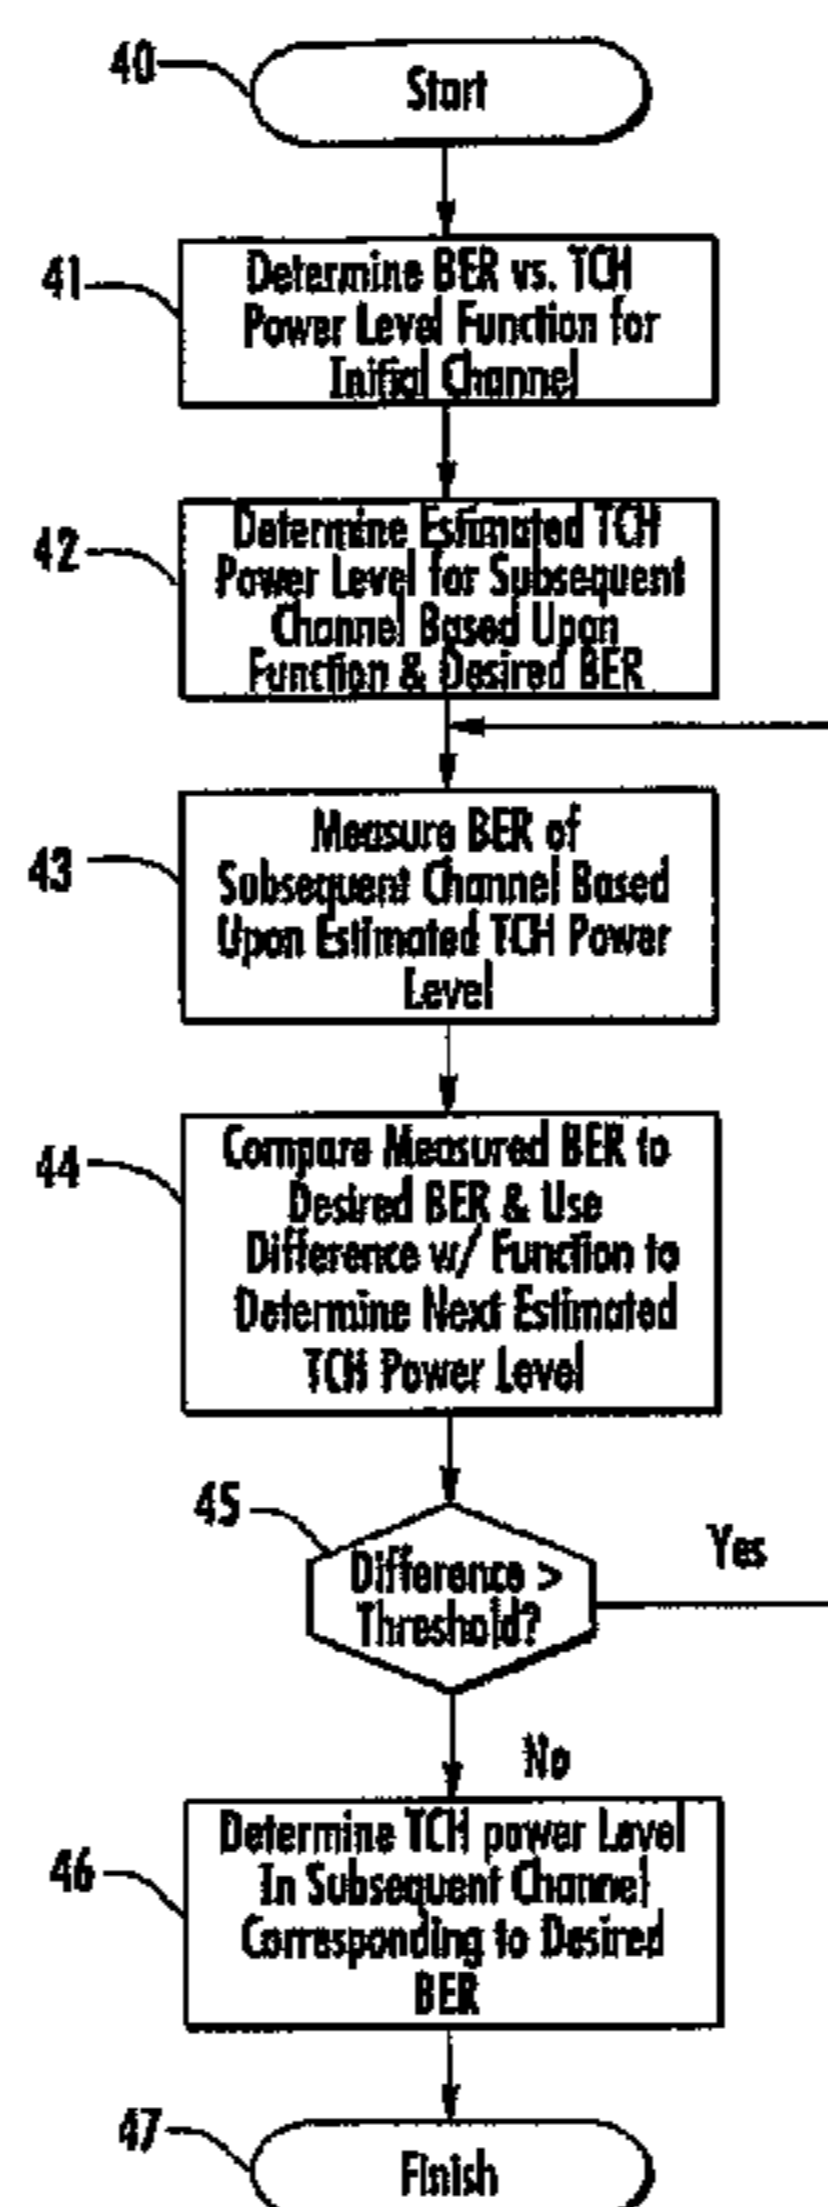 40
Start
41
Determine BER vs. TCH
Power Level Function for
Initial Channel
42
Determine Estimated TCH
Power Level for Subsequent
Channel Based Upon
Function & Desired BER
43
Measure BER of
Subsequent Channel Based
Upon Estimated TCH Power
Level
44
Compare Measured BER to
Desired BER & Use
Difference w/ Function to
Determine Next Estimated
TCH Power Level
45
Difference >
Threshold?
Yes
No
46
Determine TCH power Level
In Subsequent Channel
Corresponding to Desired
BER
47
Finish